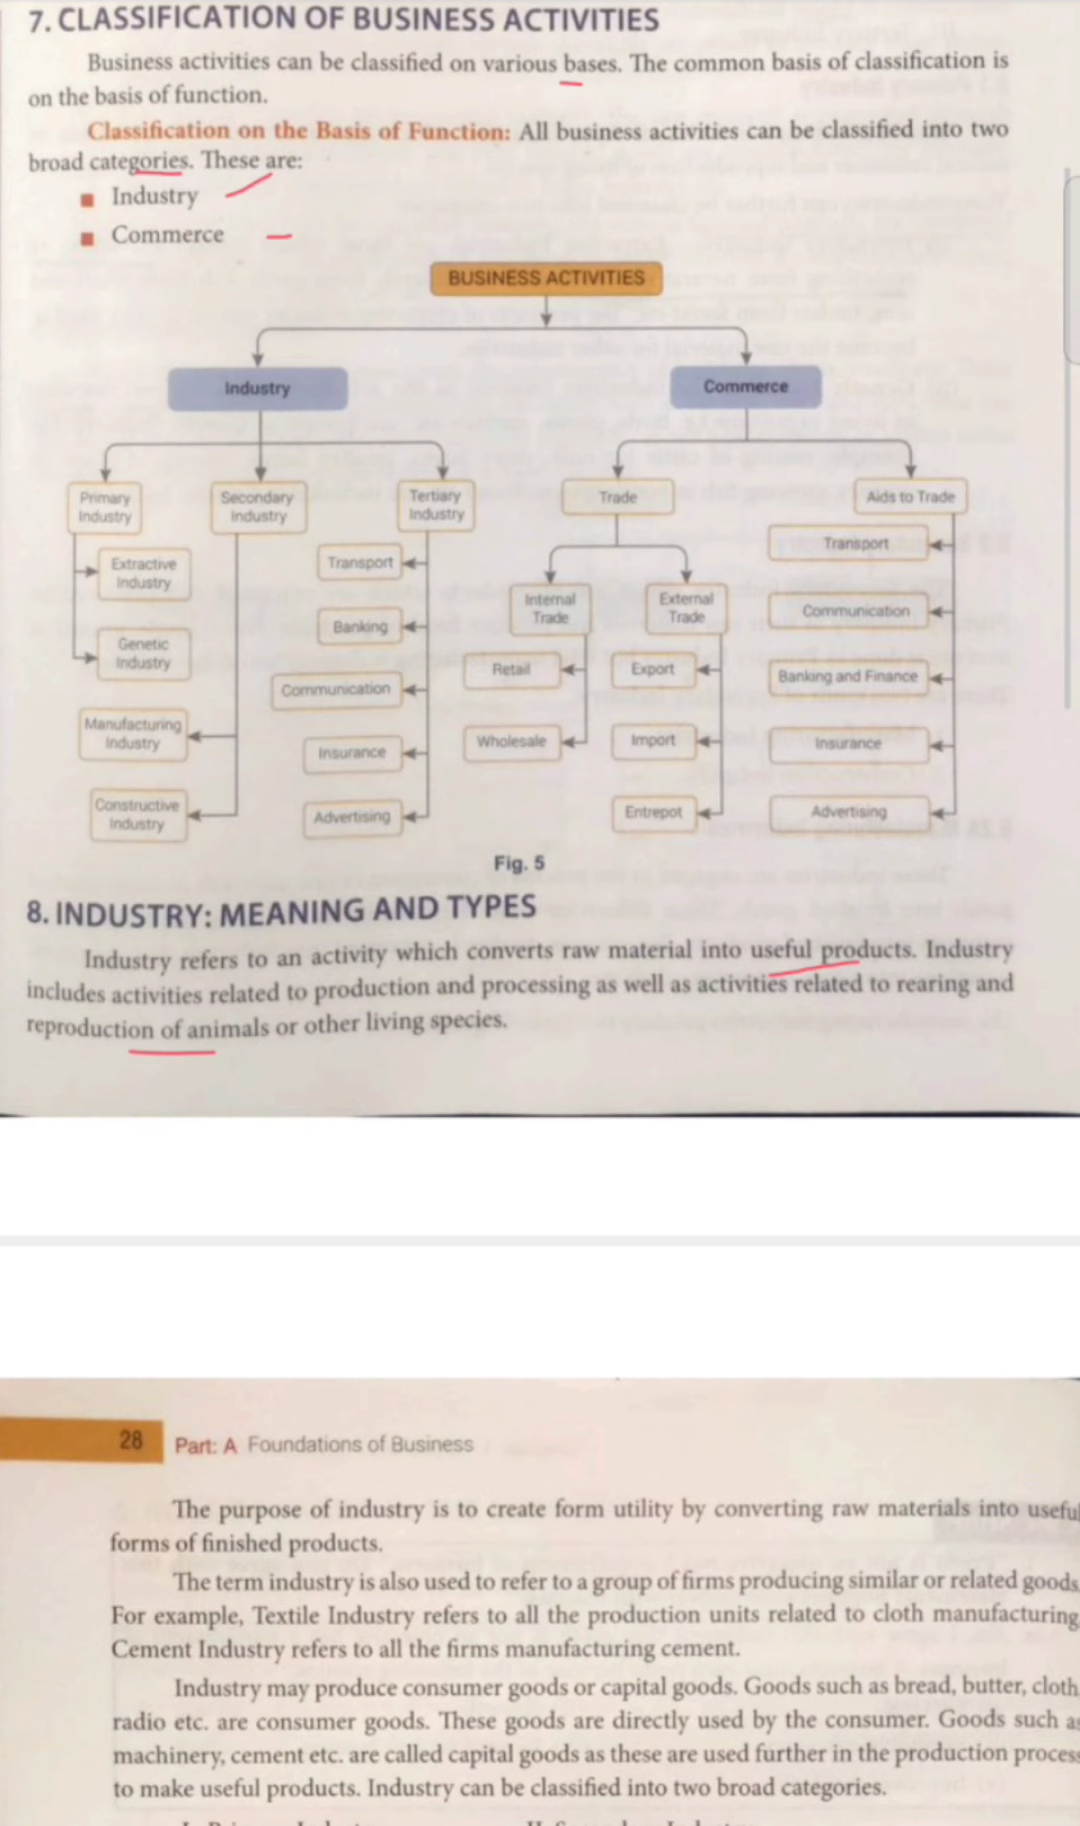 7. CLASSIFICATION OF BUSINESS ACTIVITIES
Business activities can be classified on various bases. The common basis of classification is
on the basis of function.
Classification on the Basis of Function: All business activities can be classified into two
broad categories. These are:
Industry
Commerce
BUSINESS ACTIVITIES
Industry
Commerce
Primary
Industry
Secondary
Industry
Tertiary
Industry
Trade
Aids to Trade
Extractive
Industry
Genetic
Industry
Manufacturing
Industry
Constructive
Industry
Transport
Banking
Communication
Insurance
Advertising
Internal
Trade
External
Trade
Retail
Wholesale
Export
Import
Entrepot
Transport
Communication
Banking and Finance
Insurance
Advertising
Fig. 5
8. INDUSTRY: MEANING AND TYPES
Industry refers to an activity which converts raw material into useful products. Industry
includes activities related to production and processing as well as activities related to rearing and
reproduction of animals or other living species.
28 Part: A Foundations of Business
The purpose of industry is to create form utility by converting raw materials into useful
forms of finished products.
The term industry is also used to refer to a group of firms producing similar or related goods.
For example, Textile Industry refers to all the production units related to cloth manufacturing
Cement Industry refers to all the firms manufacturing cement.
Industry may produce consumer goods or capital goods. Goods such as bread, butter, cloth
radio etc. are consumer goods. These goods are directly used by the consumer. Goods such as
machinery, cement etc. are called capital goods as these are used further in the production process
to make useful products. Industry can be classified into two broad categories.